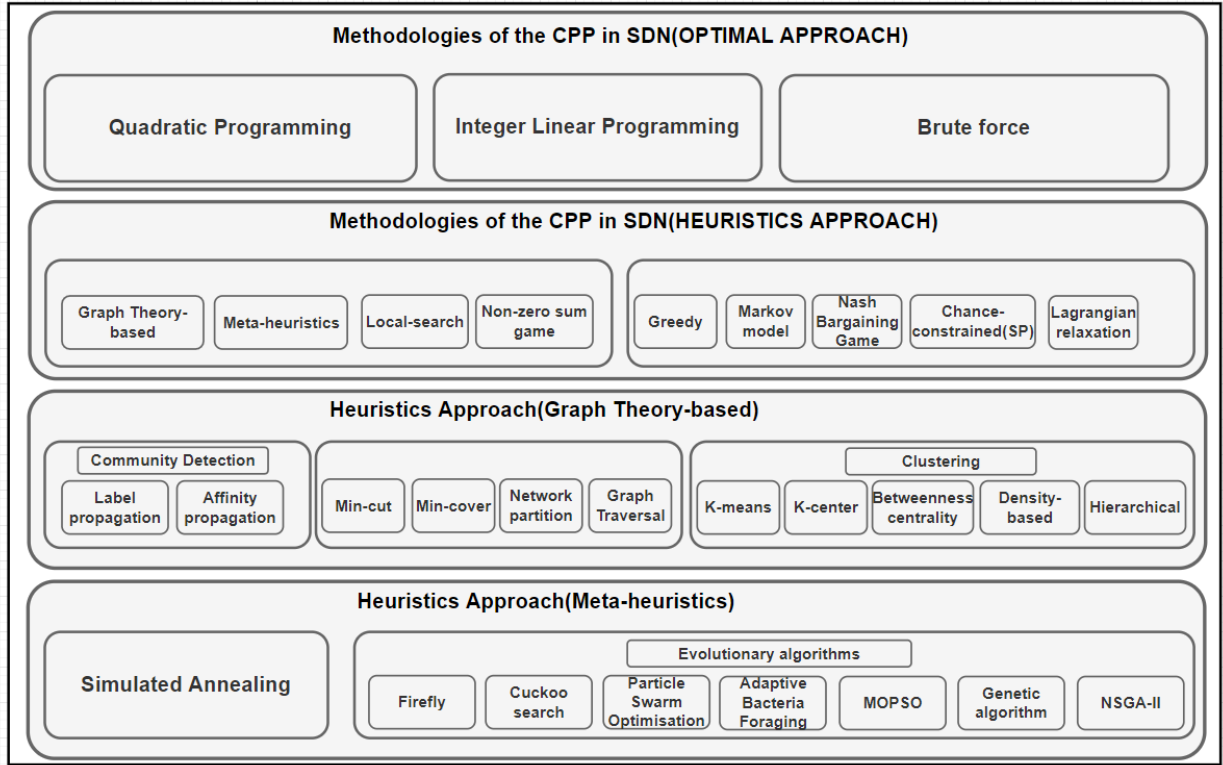 Methodologies of the CPP in SDN(OPTIMAL APPROACH)
Quadratic Programming
Integer Linear Programming
Brute force
Methodologies of the CPP in SDN(HEURISTICS APPROACH)
Graph Theory-
based
Meta-heuristics
Local-search
Non-zero sum
game
Greedy
Markov
model
Nash
Bargaining
Game
Chance-
constrained(SP)
Lagrangian
relaxation
Heuristics Approach(Graph Theory-based)
Community Detection
Label
propagation
Affinity
propagation
Min-cut
Min-cover
Network
partition
Graph
Traversal
Clustering
K-means
K-center
Betweenness
centrality
Density-
based
Hierarchical
Heuristics Approach(Meta-heuristics)
Simulated Annealing
Evolutionary algorithms
Firefly
Cuckoo
search
Particle
Swarm
Optimisation
Adaptive
Bacteria
Foraging
MOPSO
Genetic
algorithm
NSGA-II